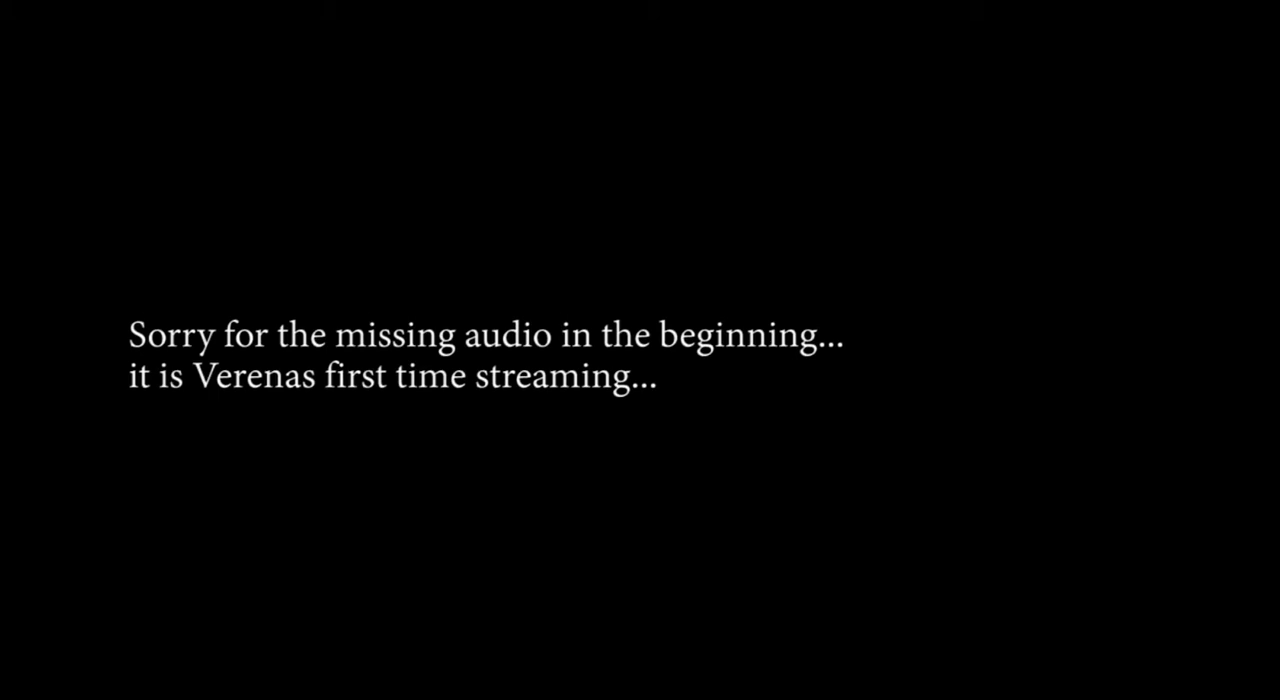 Sorry for the missing audio in the beginning...
it is Verenas first time streaming...